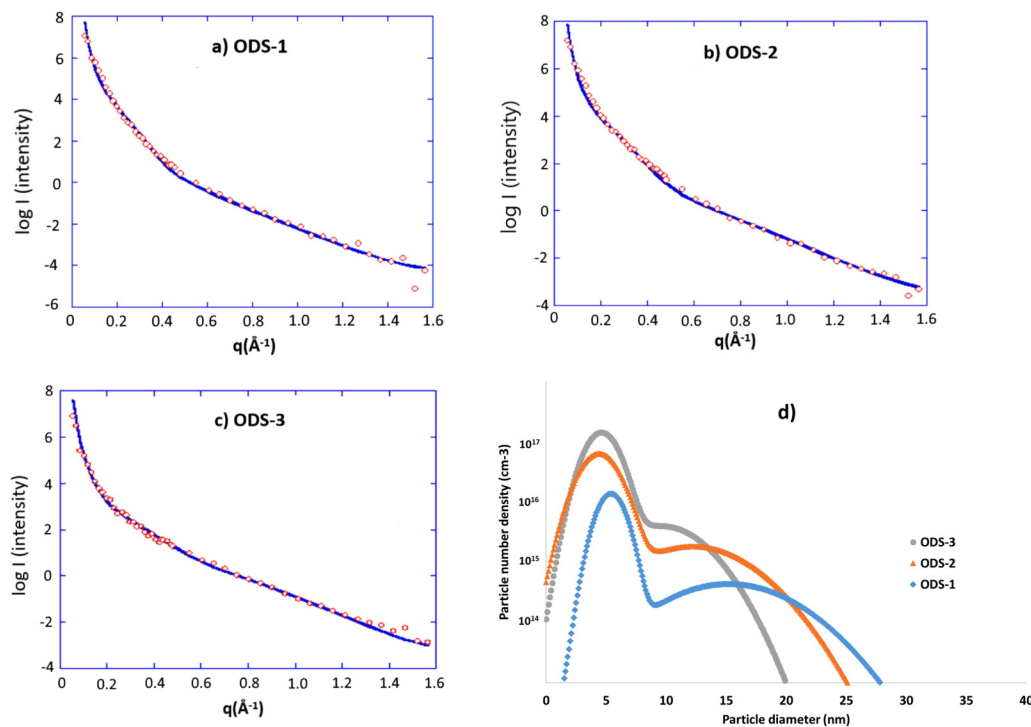 a) ODS-1
log I (intensity)
8
6
4
2
0
-2
-4
-6
0 0.2 0.4 0.6 0.8 1.0 1.2 1.4 1.6
q(Å⁻¹)
b) ODS-2
log I (intensity)
8
6
4
2
0
-2
-4
0 0.2 0.4 0.6 0.8 1.0 1.2 1.4 1.6
q(Å⁻¹)
c) ODS-3
log I (intensity)
8
6
4
2
0
-2
-4
0 0.2 0.4 0.6 0.8 1.0 1.2 1.4 1.6
q(Å⁻¹)
d)
Particle number density (cm-3)
10¹⁷
10¹⁶
10¹⁵
10¹⁴
ODS-3
ODS-2
ODS-1
0 5 10 15 20 25 30 35 40
Particle diameter (nm)